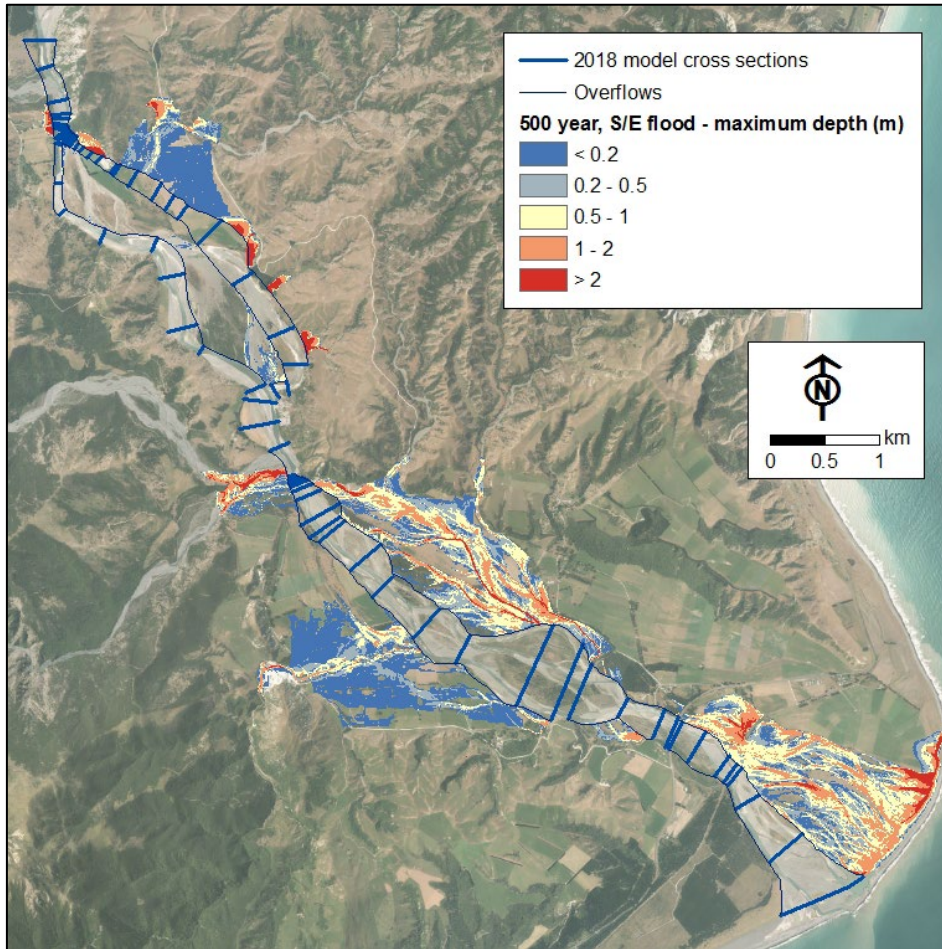 2018 model cross sections
Overflows
500 year, S/E flood - maximum depth (m)
< 0.2
0.2 - 0.5
0.5 - 1
1 - 2
> 2
N
km
0 0.5 1